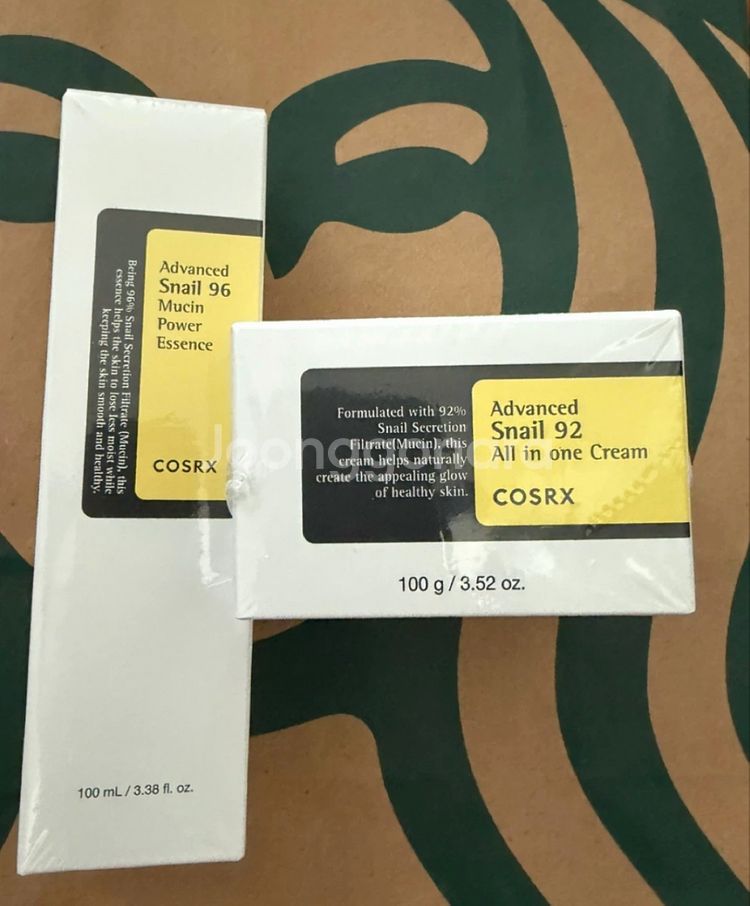 Advanced
Snail 96
Mucin
Power
Essence
COSRX
Being 96% Snail Secretion Filtrate (Mucin), this
essence helps the skin to lose less moist while
keeping the skin smooth and healthy.
100 mL / 3.38 fl. oz.
Formulated with 92%
Snail Secretion
Filtrate(Mucin), this
cream helps naturally
create the appealing glow
of healthy skin.
Advanced
Snail 92
All in one Cream
COSRX
100 g / 3.52 oz.
Joonggonara